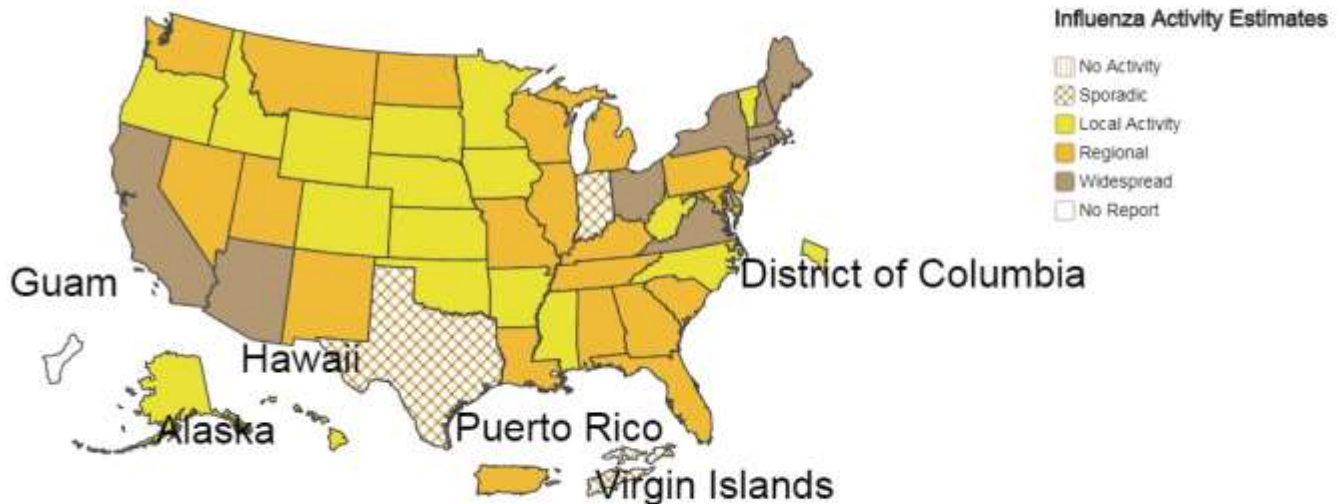 Influenza Activity Estimates
No Activity
Sporadic
Local Activity
Regional
Widespread
No Report
District of Columbia
Guam
Hawaii
Alaska
Puerto Rico
Virgin Islands